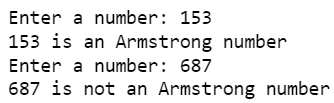 Enter a number: 153
153 is an Armstrong number
Enter a number: 687
687 is not an Armstrong number